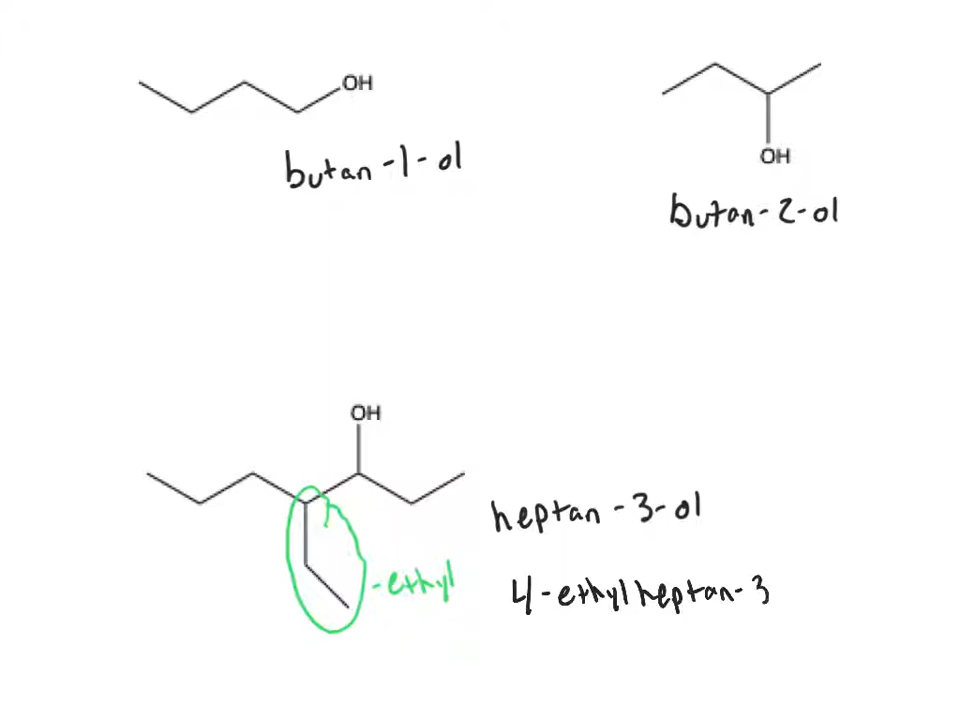 OH
butan-1-ol
OH
butan-2-ol
OH
heptan-3-ol
-ethyl
4-ethylheptan-3